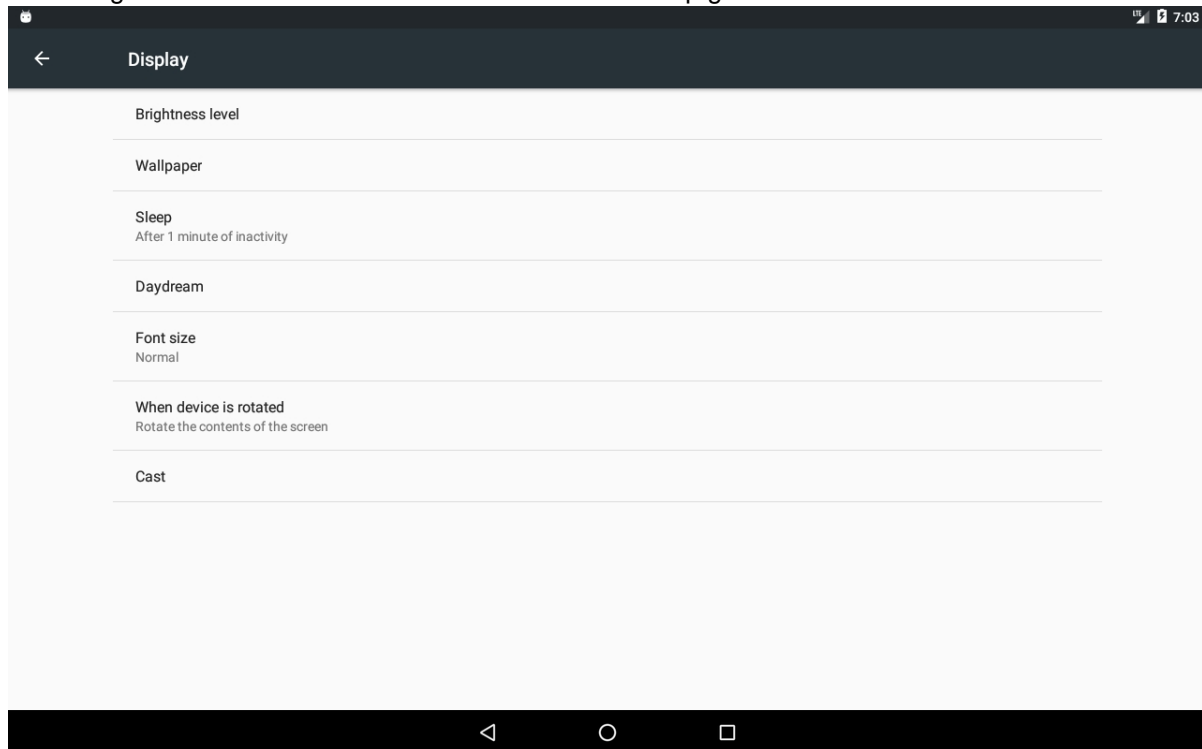 LTE 7:03
Display
Brightness level
Wallpaper
Sleep
After 1 minute of inactivity
Daydream
Font size
Normal
When device is rotated
Rotate the contents of the screen
Cast